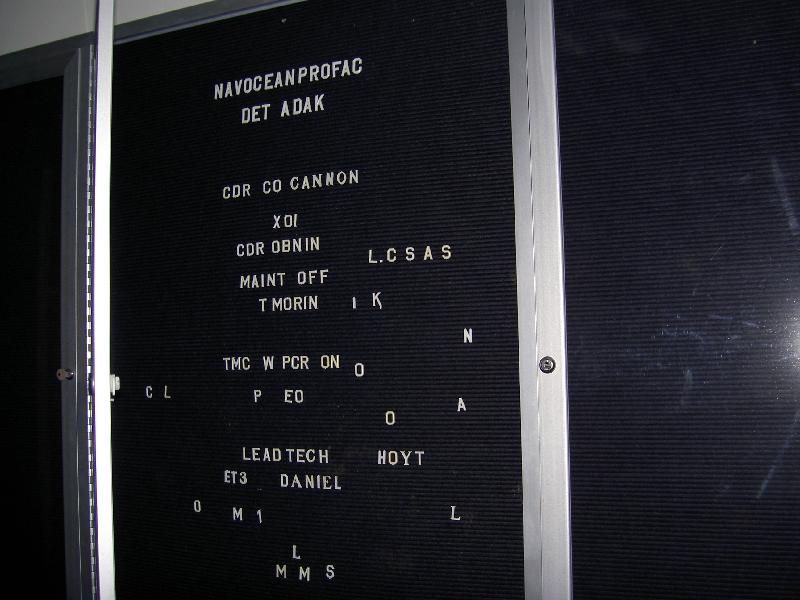 NAVOCEANPROFAC
DET ADAK
CDR CO CANNON
XOI
CDR OBNIN
L.C S A S
MAINT OFF
T MORIN I K
N
TMC W PCR ON O
C L P EO A
O
LEAD TECH HOYT
ET3 DANIEL
O M 1 L
L
M M S